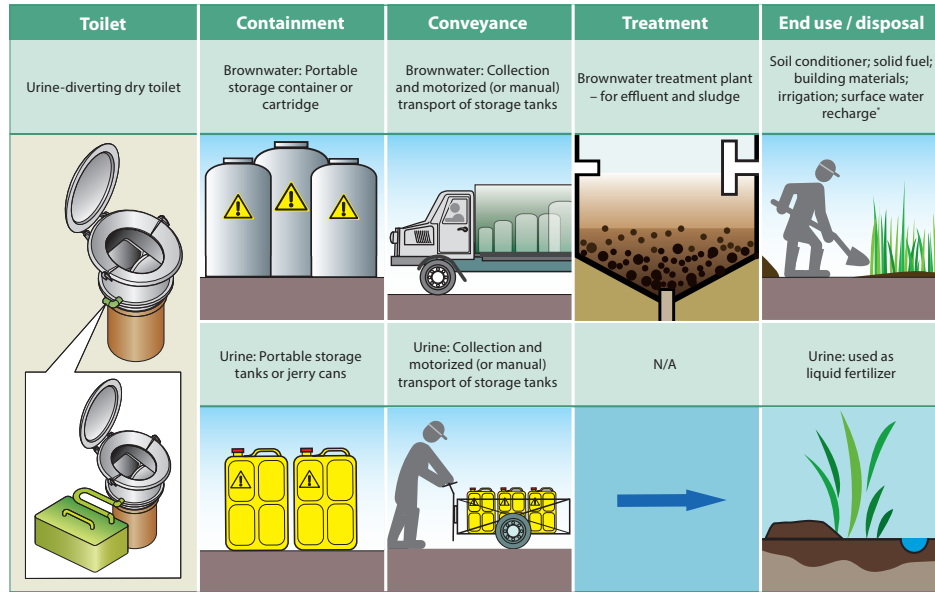 Toilet
Containment
Conveyance
Treatment
End use / disposal
Urine-diverting dry toilet
Brownwater: Portable
storage container or
cartridge
Brownwater: Collection
and motorized (or manual)
transport of storage tanks
Brownwater treatment plant
– for effluent and sludge
Soil conditioner; solid fuel;
building materials;
irrigation; surface water
recharge*
Urine: Portable storage
tanks or jerry cans
Urine: Collection and
motorized (or manual)
transport of storage tanks
N/A
Urine: used as
liquid fertilizer